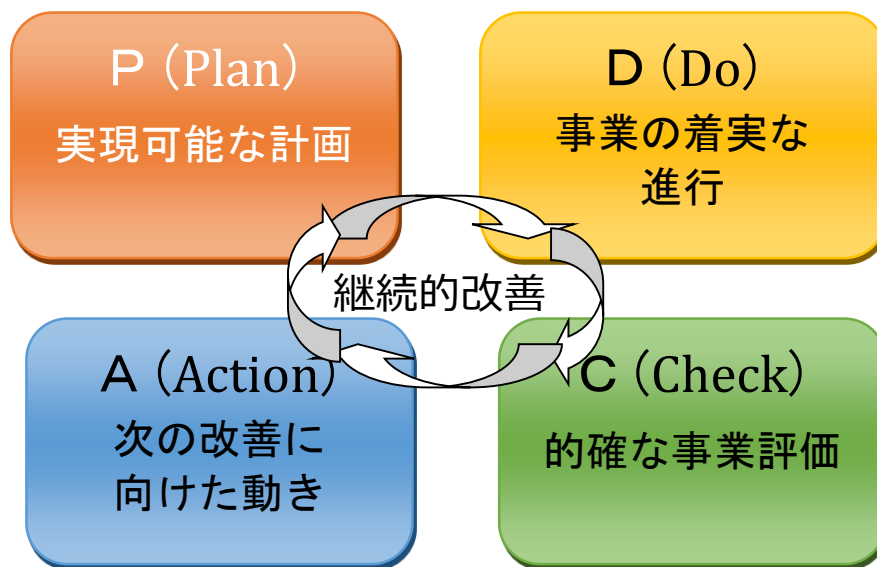 P (Plan)
実現可能な計画
D (Do)
事業の着実な
進行
継続的改善
A (Action)
次の改善に
向けた動き
C (Check)
的確な事業評価